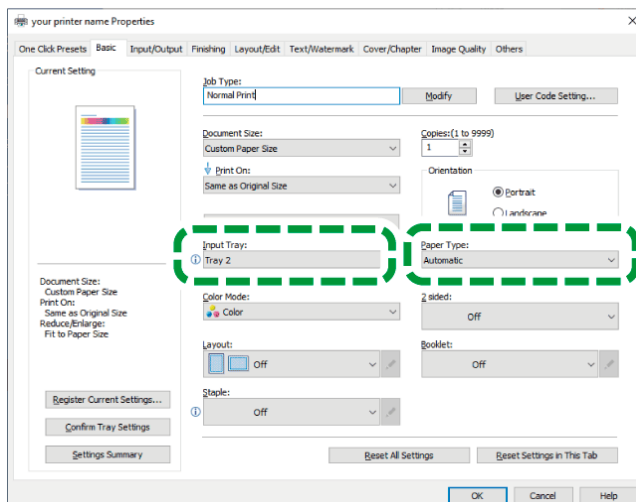 your printer name Properties
One Click Presets Basic Input/Output Finishing Layout/Edit Text/Watermark Cover/Chapter Image Quality Others
Current Setting
Job Type:
Normal Print
Modify
User Code Setting...
Document Size:
Custom Paper Size
Copies:(1 to 9999)
1
Print On:
Same as Original Size
Orientation
Portrait
Landscape
Input Tray:
Tray 2
Paper Type:
Automatic
Document Size:
Custom Paper Size
Print On:
Same as Original Size
Reduce/Enlarge:
Fit to Paper Size
Color Mode:
Color
2 sided:
Off
Layout:
Off
Booklet:
Off
Staple:
Off
Register Current Settings...
Confirm Tray Settings
Settings Summary
Reset All Settings
Reset Settings in This Tab
OK
Cancel
Help